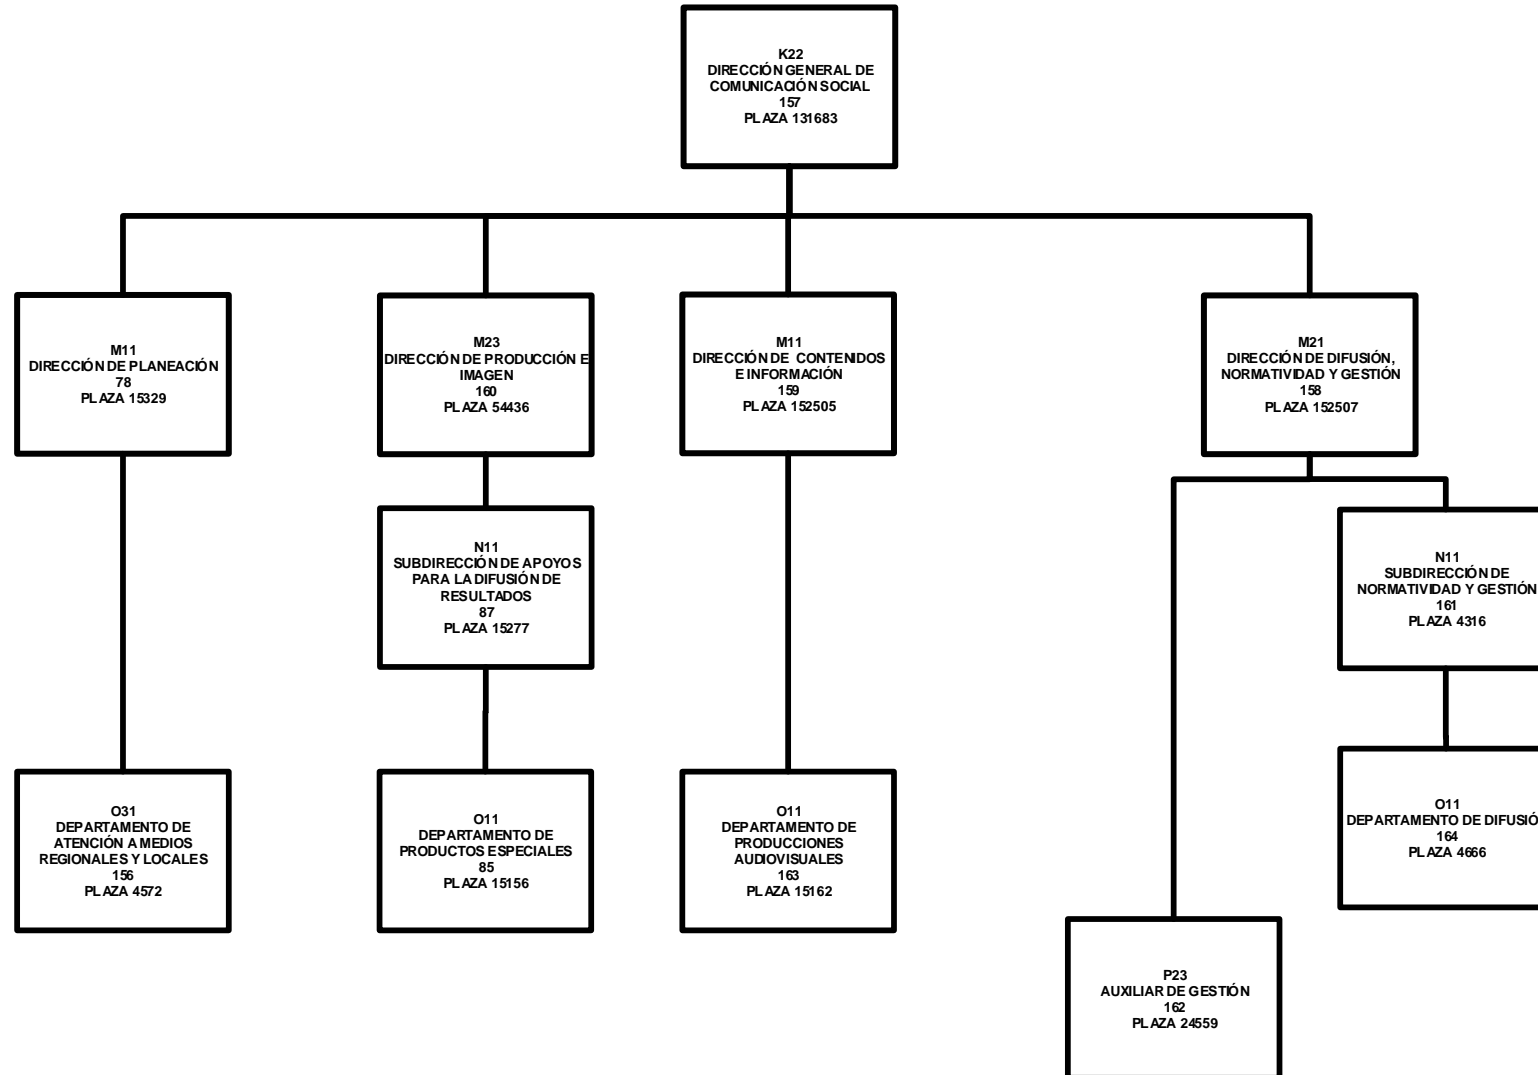 K22
DIRECCIÓN GENERAL DE
COMUNICACIÓN SOCIAL
157
PLAZA 131683
M11
DIRECCIÓN DE PLANEACIÓN
78
PLAZA 15329
M23
DIRECCIÓN DE PRODUCCIÓN E
IMAGEN
160
PLAZA 54436
M11
DIRECCIÓN DE CONTENIDOS
E INFORMACIÓN
159
PLAZA 152505
M21
DIRECCIÓN DE DIFUSIÓN,
NORMATIVIDAD Y GESTIÓN
158
PLAZA 152507
N11
SUBDIRECCIÓN DE APOYOS
PARA LA DIFUSIÓN DE
RESULTADOS
87
PLAZA 15277
N11
SUBDIRECCIÓN DE
NORMATIVIDAD Y GESTIÓN
161
PLAZA 4316
O31
DEPARTAMENTO DE
ATENCIÓN A MEDIOS
REGIONALES Y LOCALES
156
PLAZA 4572
O11
DEPARTAMENTO DE
PRODUCTOS ESPECIALES
85
PLAZA 15156
O11
DEPARTAMENTO DE
PRODUCCIONES
AUDIOVISUALES
163
PLAZA 15162
O11
DEPARTAMENTO DE DIFUSIÓ
164
PLAZA 4666
P23
AUXILIAR DE GESTIÓN
162
PLAZA 24559